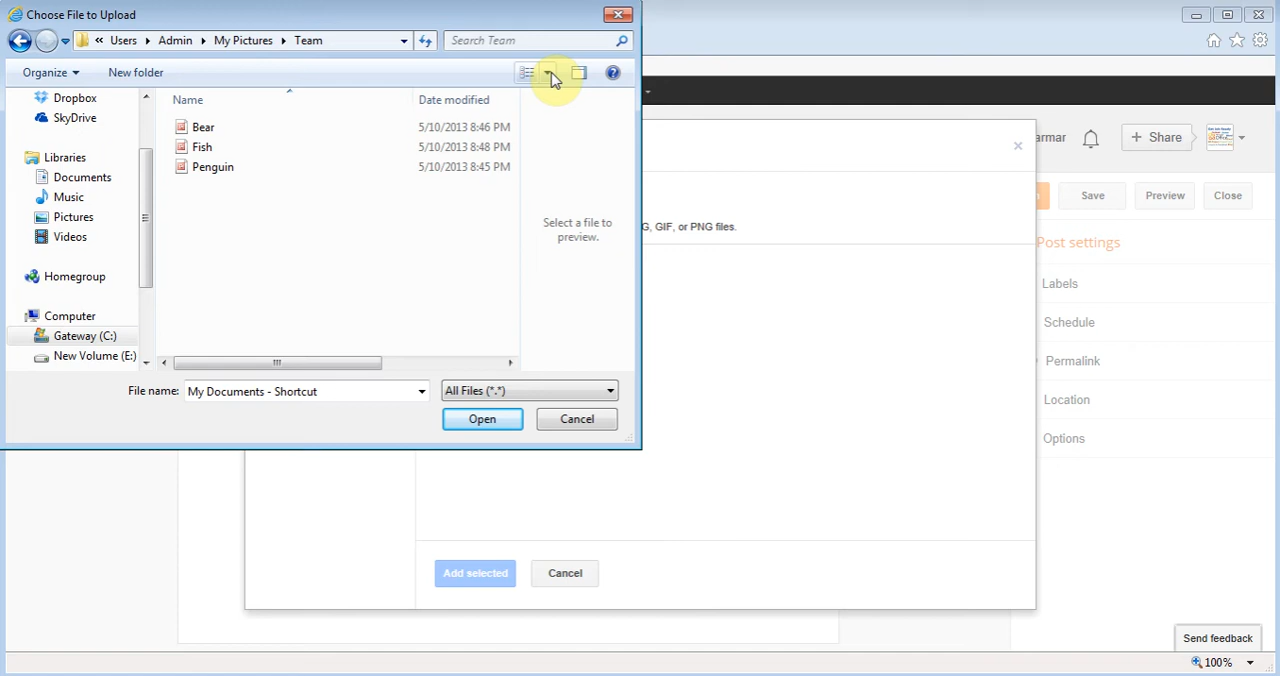 Choose File to Upload
« Users Admin My Pictures Team
Search Team
Organize
New folder
Dropbox
SkyDrive
Libraries
Documents
Music
Pictures
Videos
Homegroup
Computer
Gateway (C:)
New Volume (E:)
Name Date modified
Bear 5/10/2013 8:46 PM
Fish 5/10/2013 8:48 PM
Penguin 5/10/2013 8:45 PM
Select a file to
preview.
File name: My Documents - Shortcut
All Files (*.*)
Open
Cancel
armar
+ Share
Save
Preview
Close
G, GIF, or PNG files.
Post settings
Labels
Schedule
Permalink
Location
Options
Add selected
Cancel
Send feedback
100%